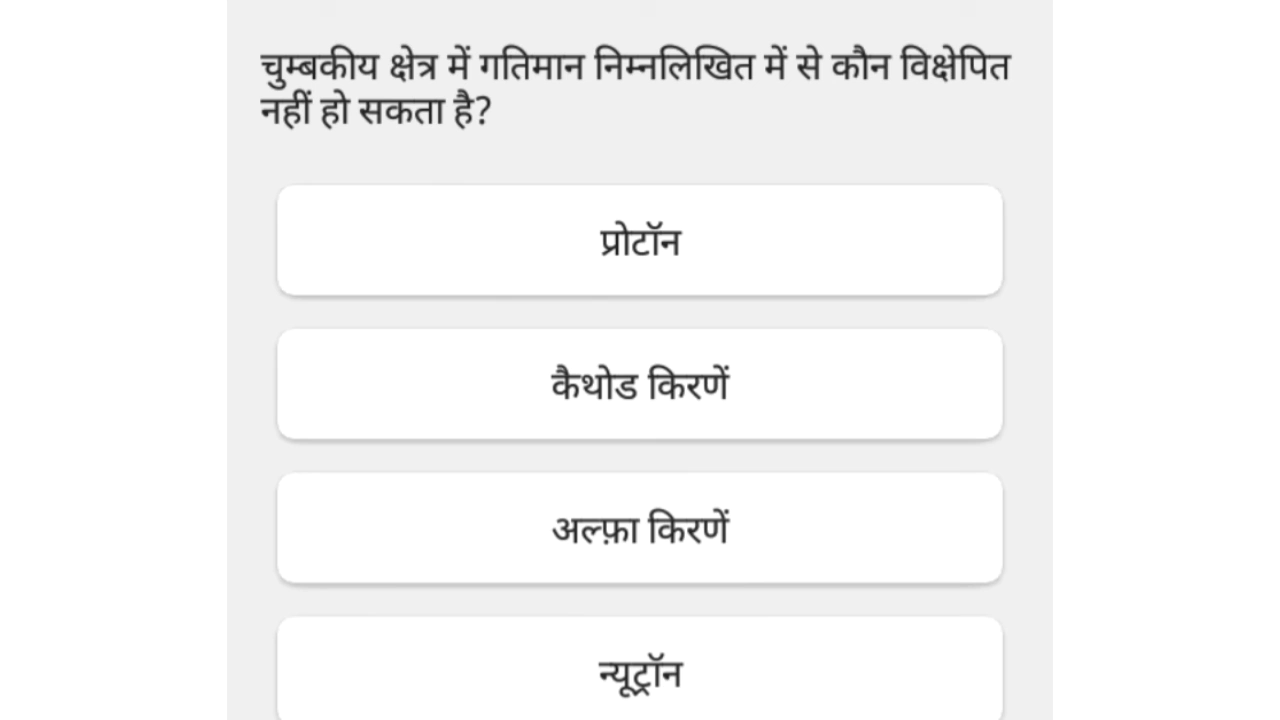 चुम्बकीय क्षेत्र में गतिमान निम्नलिखित में से कौन विक्षेपित
नहीं हो सकता है?
प्रोटॉन
कैथोड किरणें
अल्फ़ा किरणें
न्यूट्रॉन